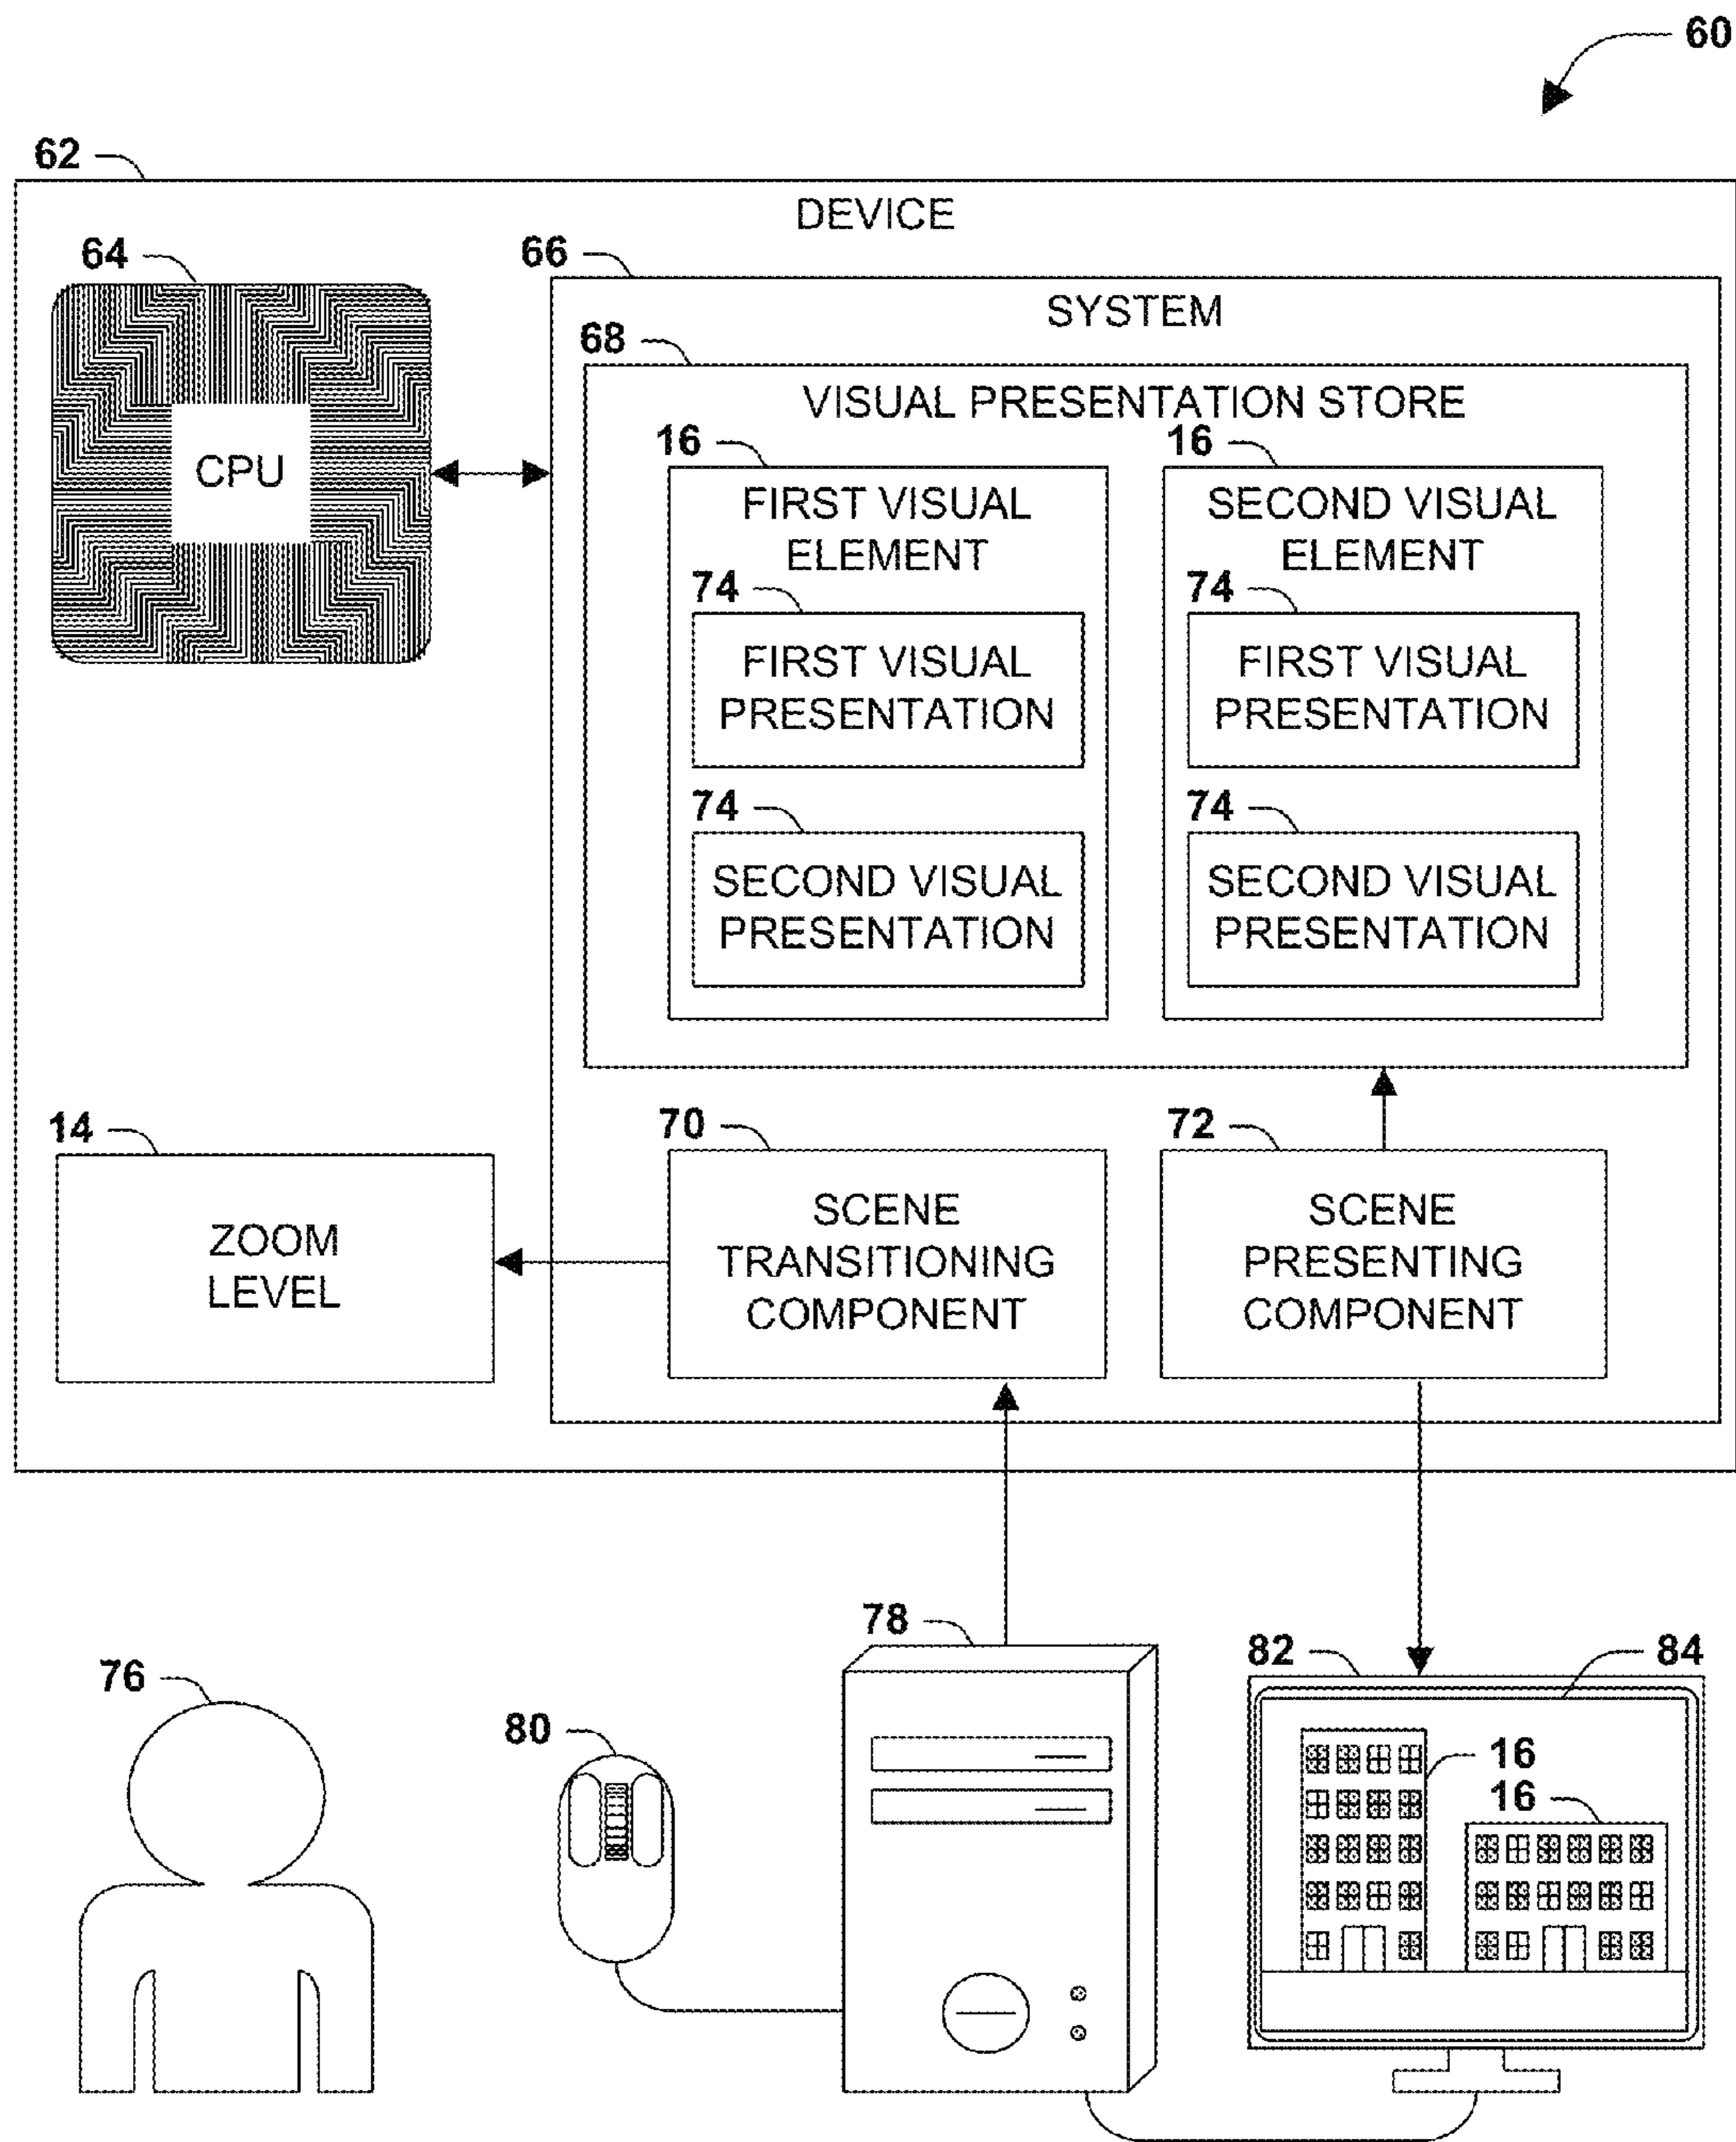 60
62
DEVICE
64
66
CPU
SYSTEM
68
VISUAL PRESENTATION STORE
16
16
FIRST VISUAL
ELEMENT
SECOND VISUAL
ELEMENT
74
74
FIRST VISUAL
PRESENTATION
FIRST VISUAL
PRESENTATION
74
74
SECOND VISUAL
PRESENTATION
SECOND VISUAL
PRESENTATION
14
70
72
ZOOM
LEVEL
SCENE
TRANSITIONING
COMPONENT
SCENE
PRESENTING
COMPONENT
76
80
78
82
84
16
16